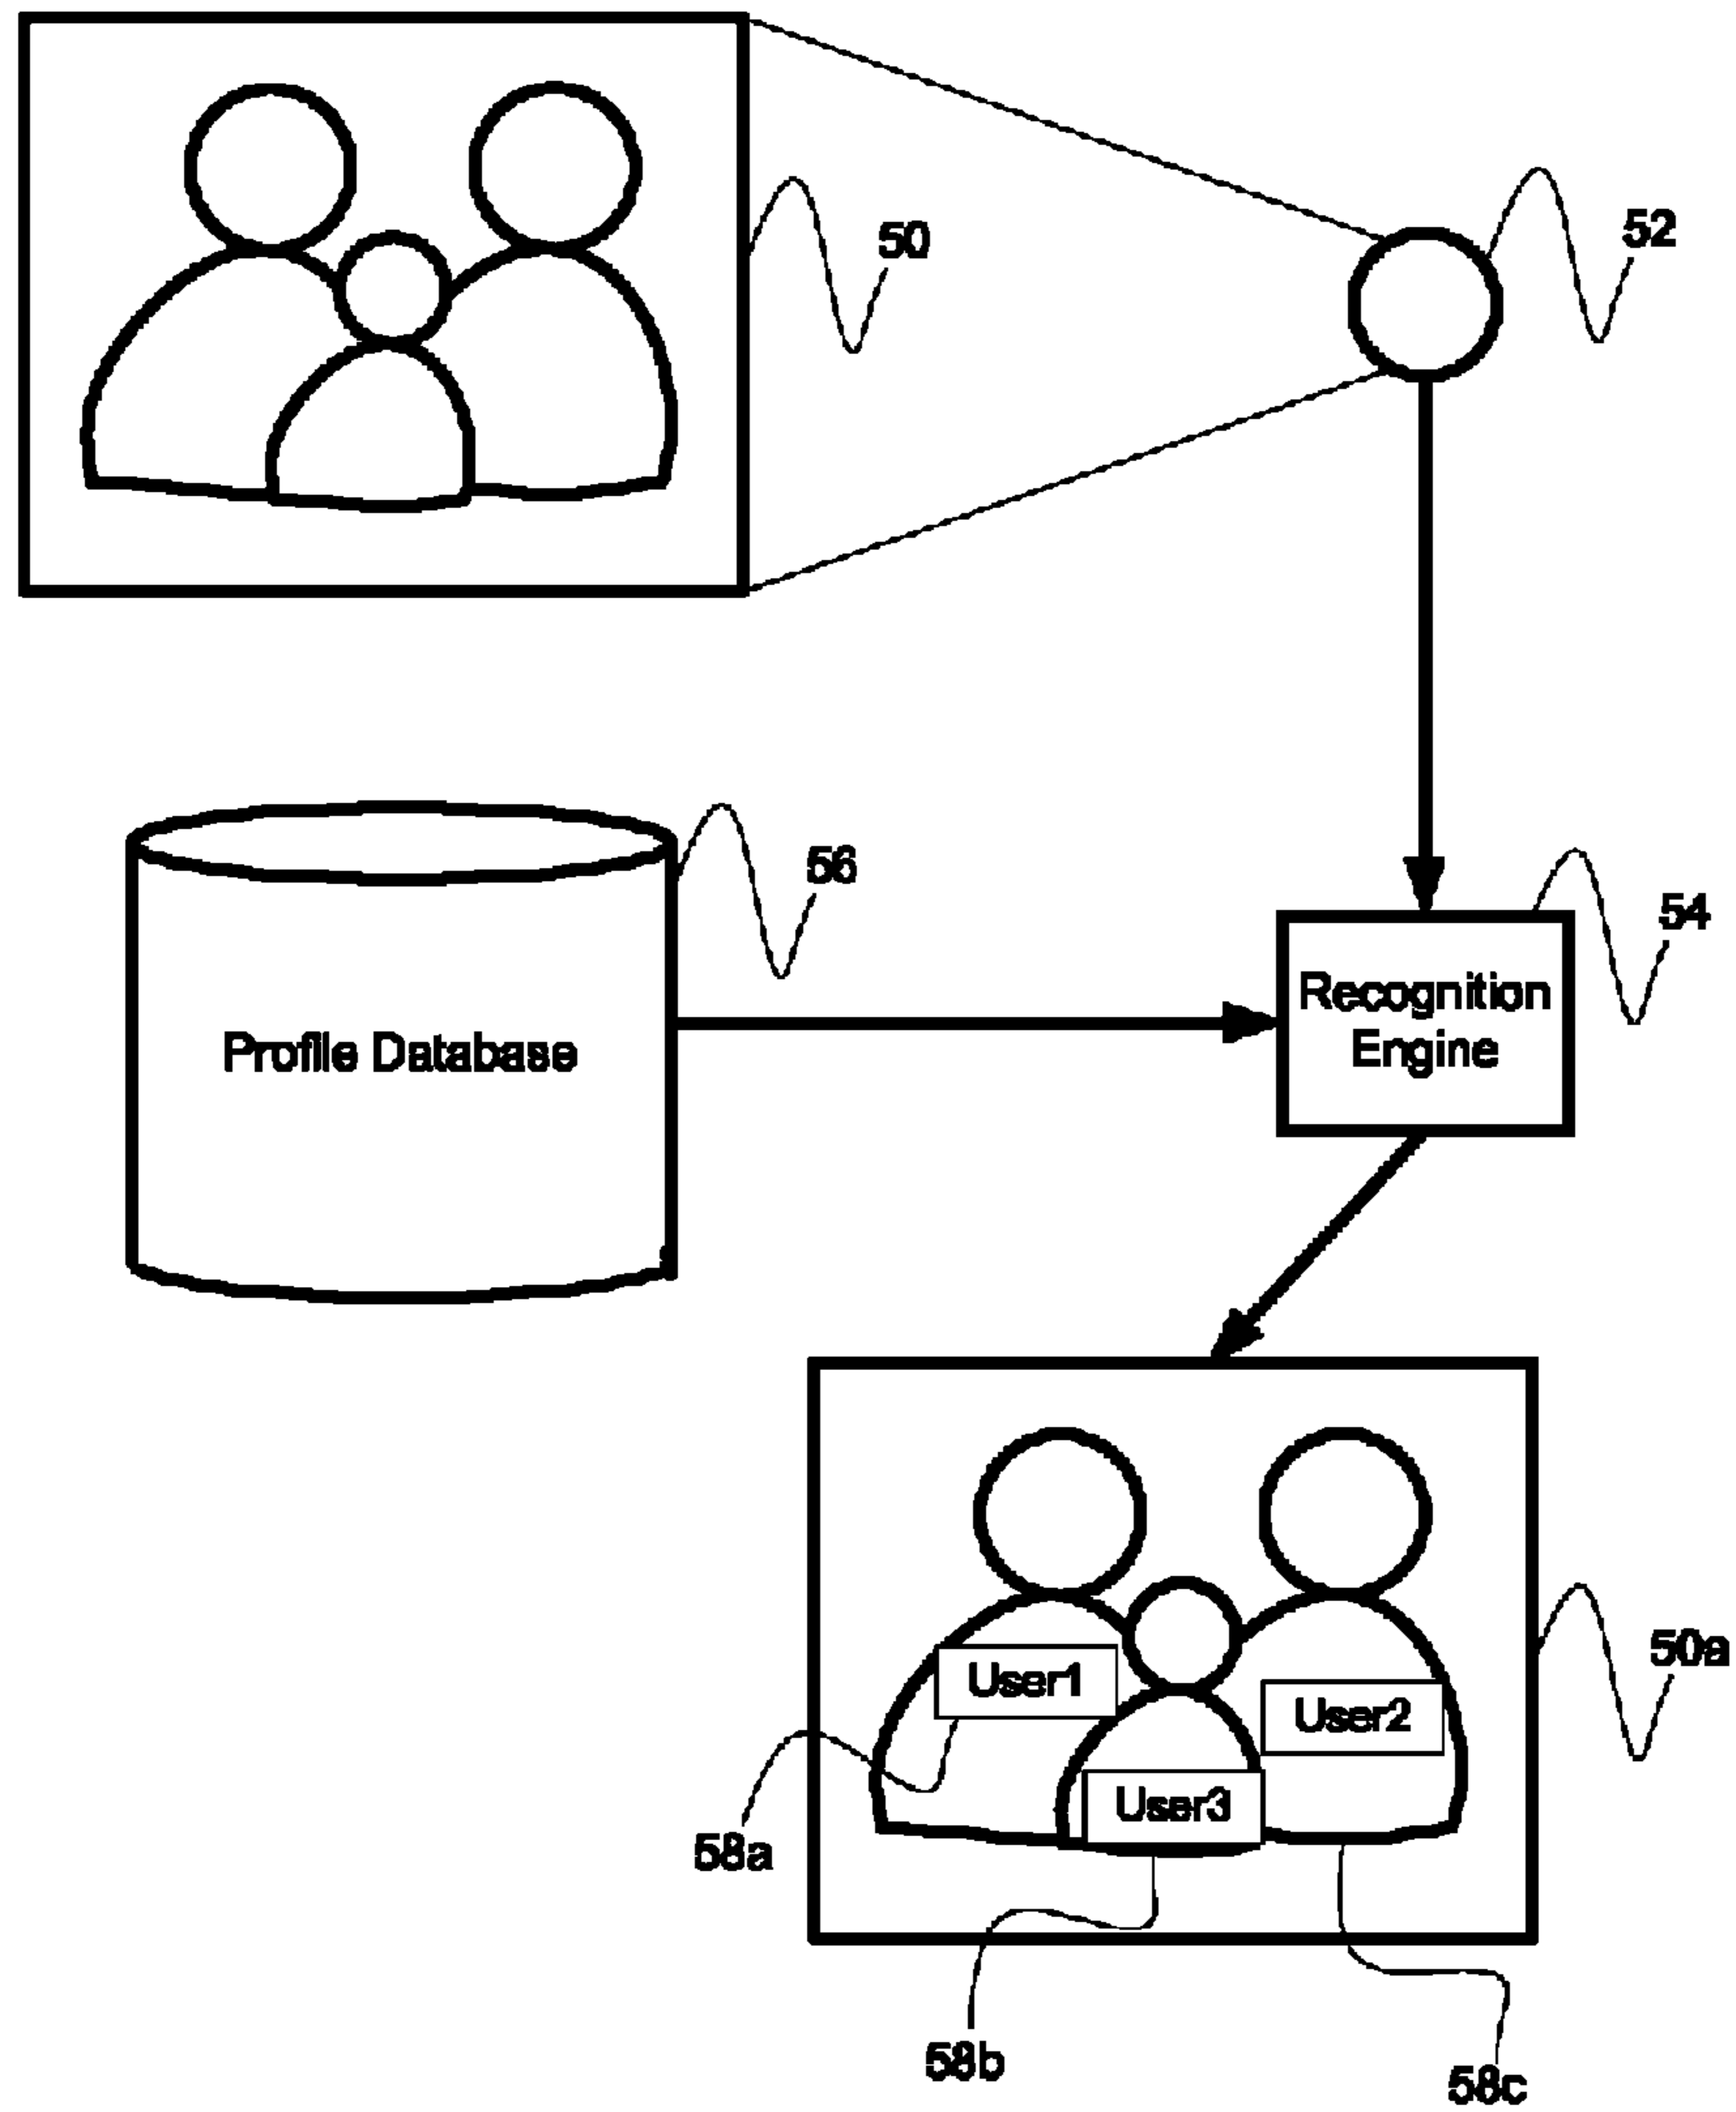 50
52
56
54
Recognition
Engine
Profile Database
50a
User1
User2
User3
58a
58b
58c